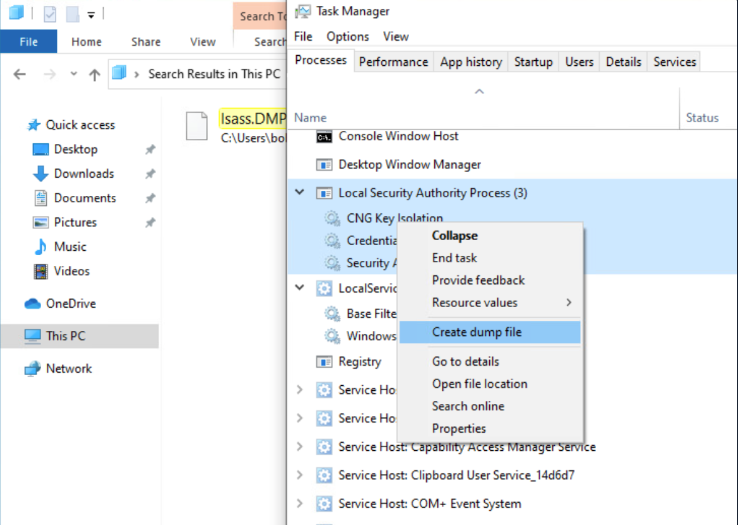 Search To
File
Home
Share
View
Search
Search Results in This PC
Quick access
Desktop
Downloads
Documents
Pictures
Music
Videos
OneDrive
This PC
Network
lsass.DMP
C:\Users\bo
Task Manager
File
Options
View
Processes
Performance
App history
Startup
Users
Details
Services
Name
Status
Console Window Host
Desktop Window Manager
Local Security Authority Process (3)
CNG Key Isolation
Credentia
Security A
LocalServic
Base Filte
Windows
Registry
Service Ho
Service Ho
Service Host: Capability Access Manager Service
Service Host: Clipboard User Service_14d6d7
Service Host: COM+ Event System
Collapse
End task
Provide feedback
Resource values
Create dump file
Go to details
Open file location
Search online
Properties